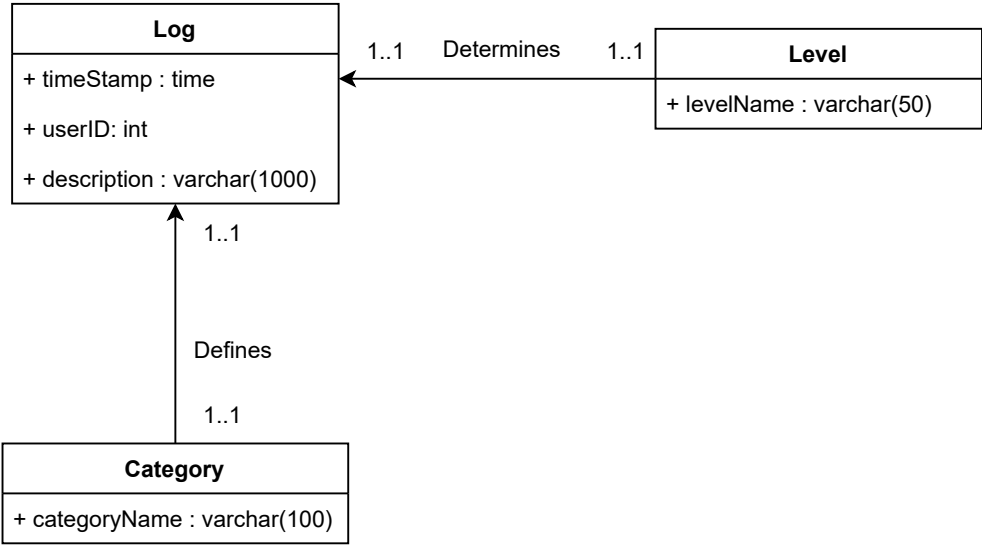 Log
+ timeStamp : time
+ userID: int
+ description : varchar(1000)
1..1
Determines
1..1
Level
+ levelName : varchar(50)
1..1
Defines
1..1
Category
+ categoryName : varchar(100)